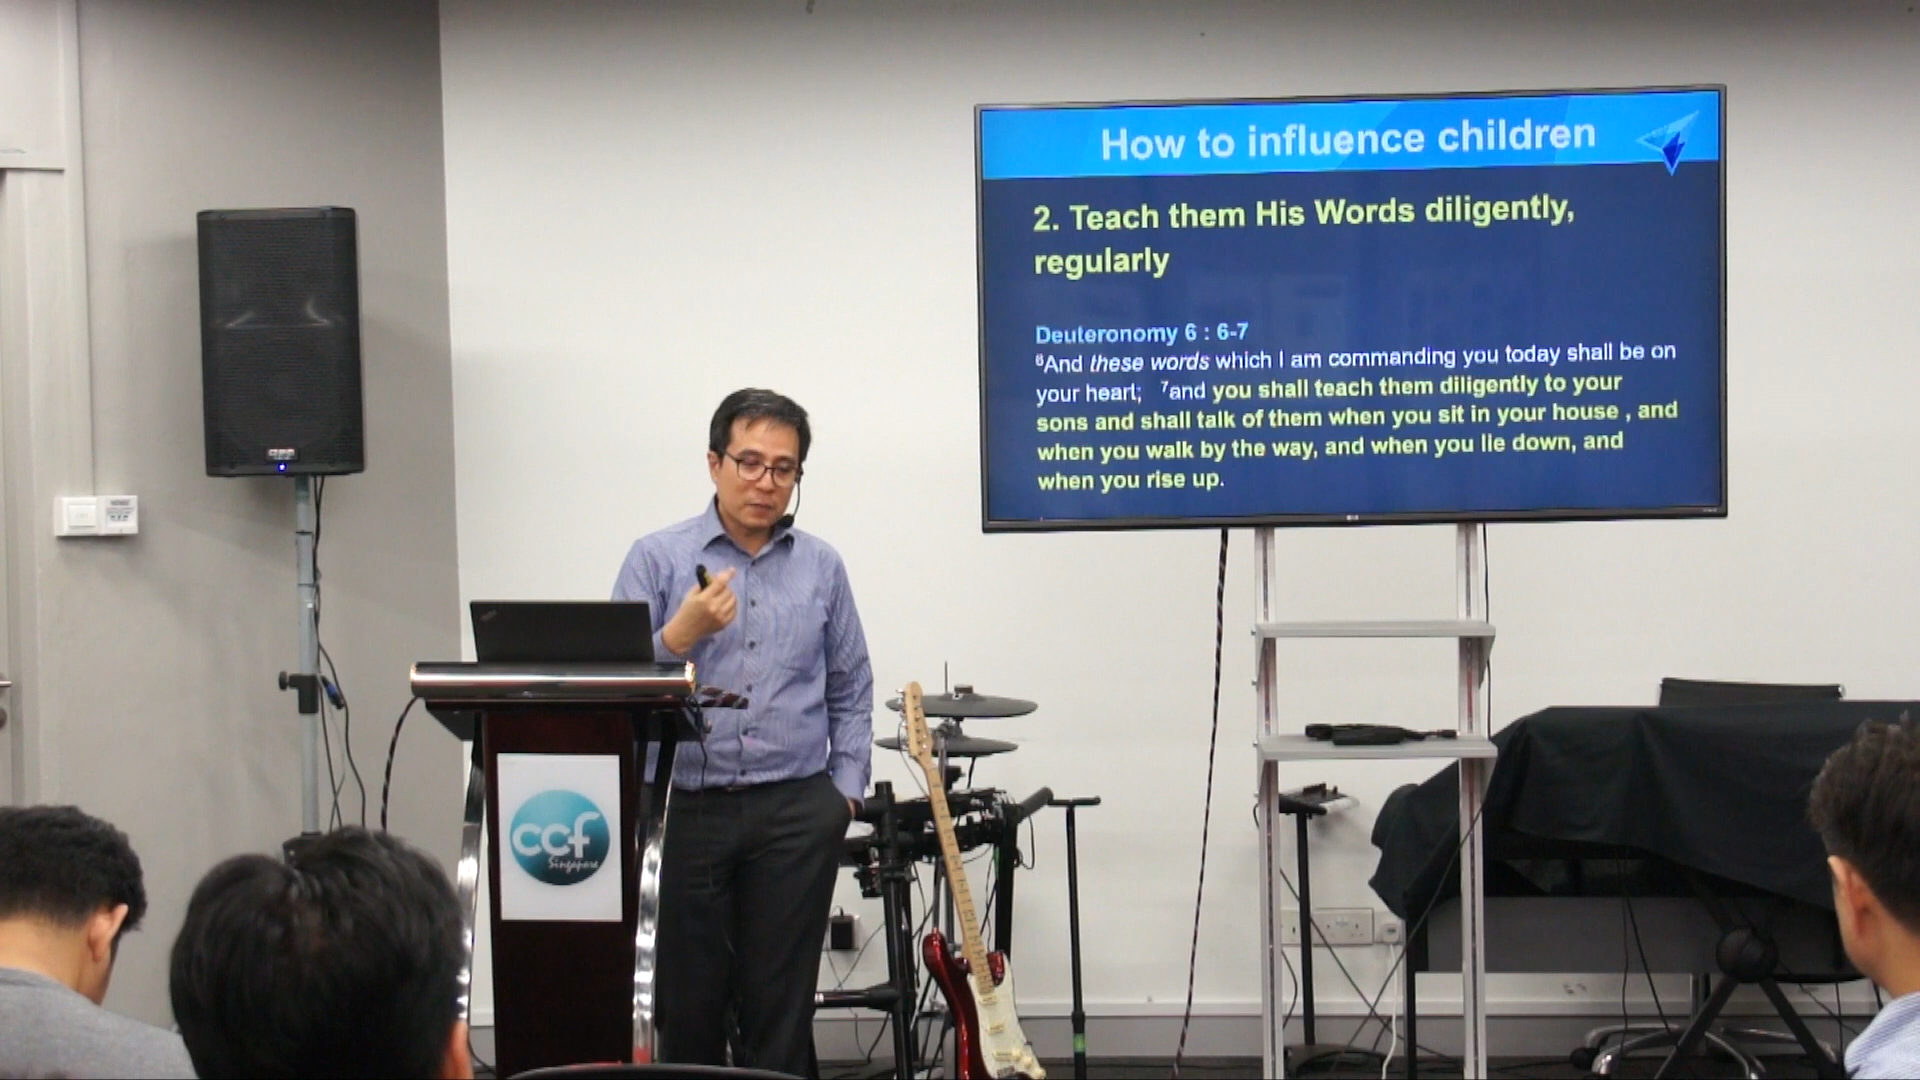 How to influence children
2. Teach them His Words diligently,
regularly
Deuteronomy 6 : 6-7
⁶And these words which I am commanding you today shall be on
your heart; ⁷and you shall teach them diligently to your
sons and shall talk of them when you sit in your house , and
when you walk by the way, and when you lie down, and
when you rise up.
ccf
Singapore